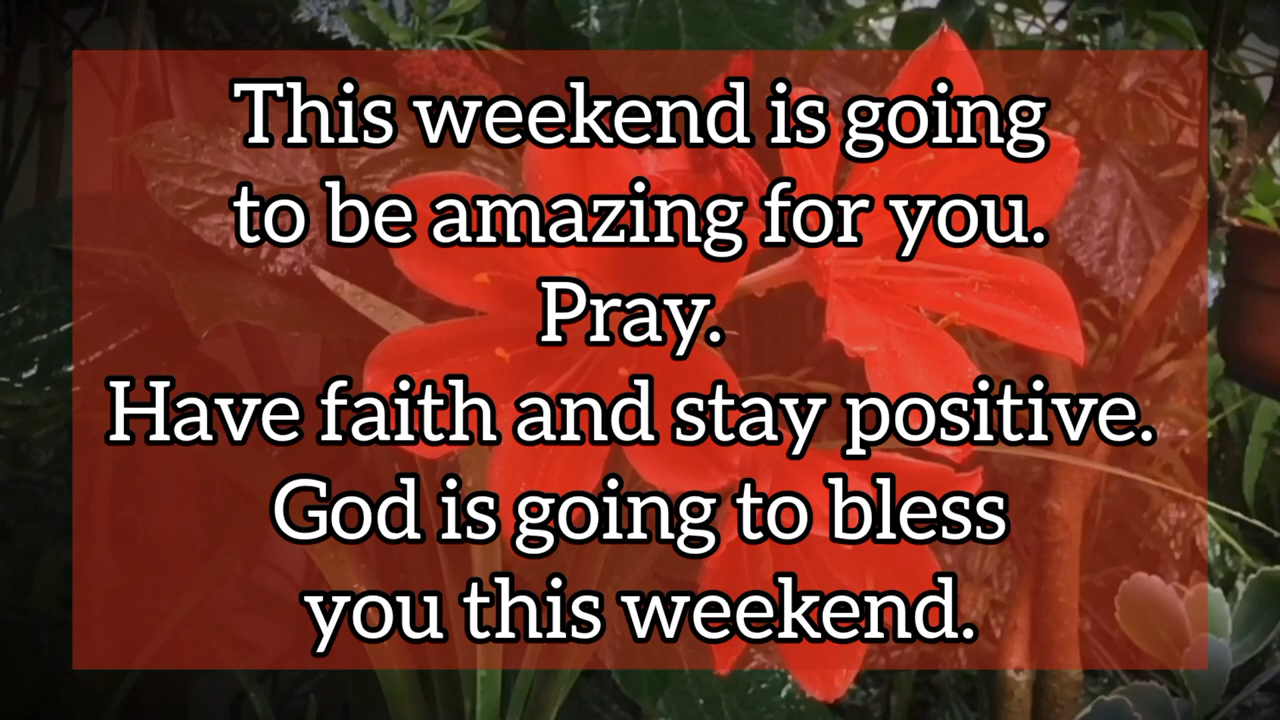 This weekend is going
to be amazing for you.
Pray.
Have faith and stay positive.
God is going to bless
you this weekend.